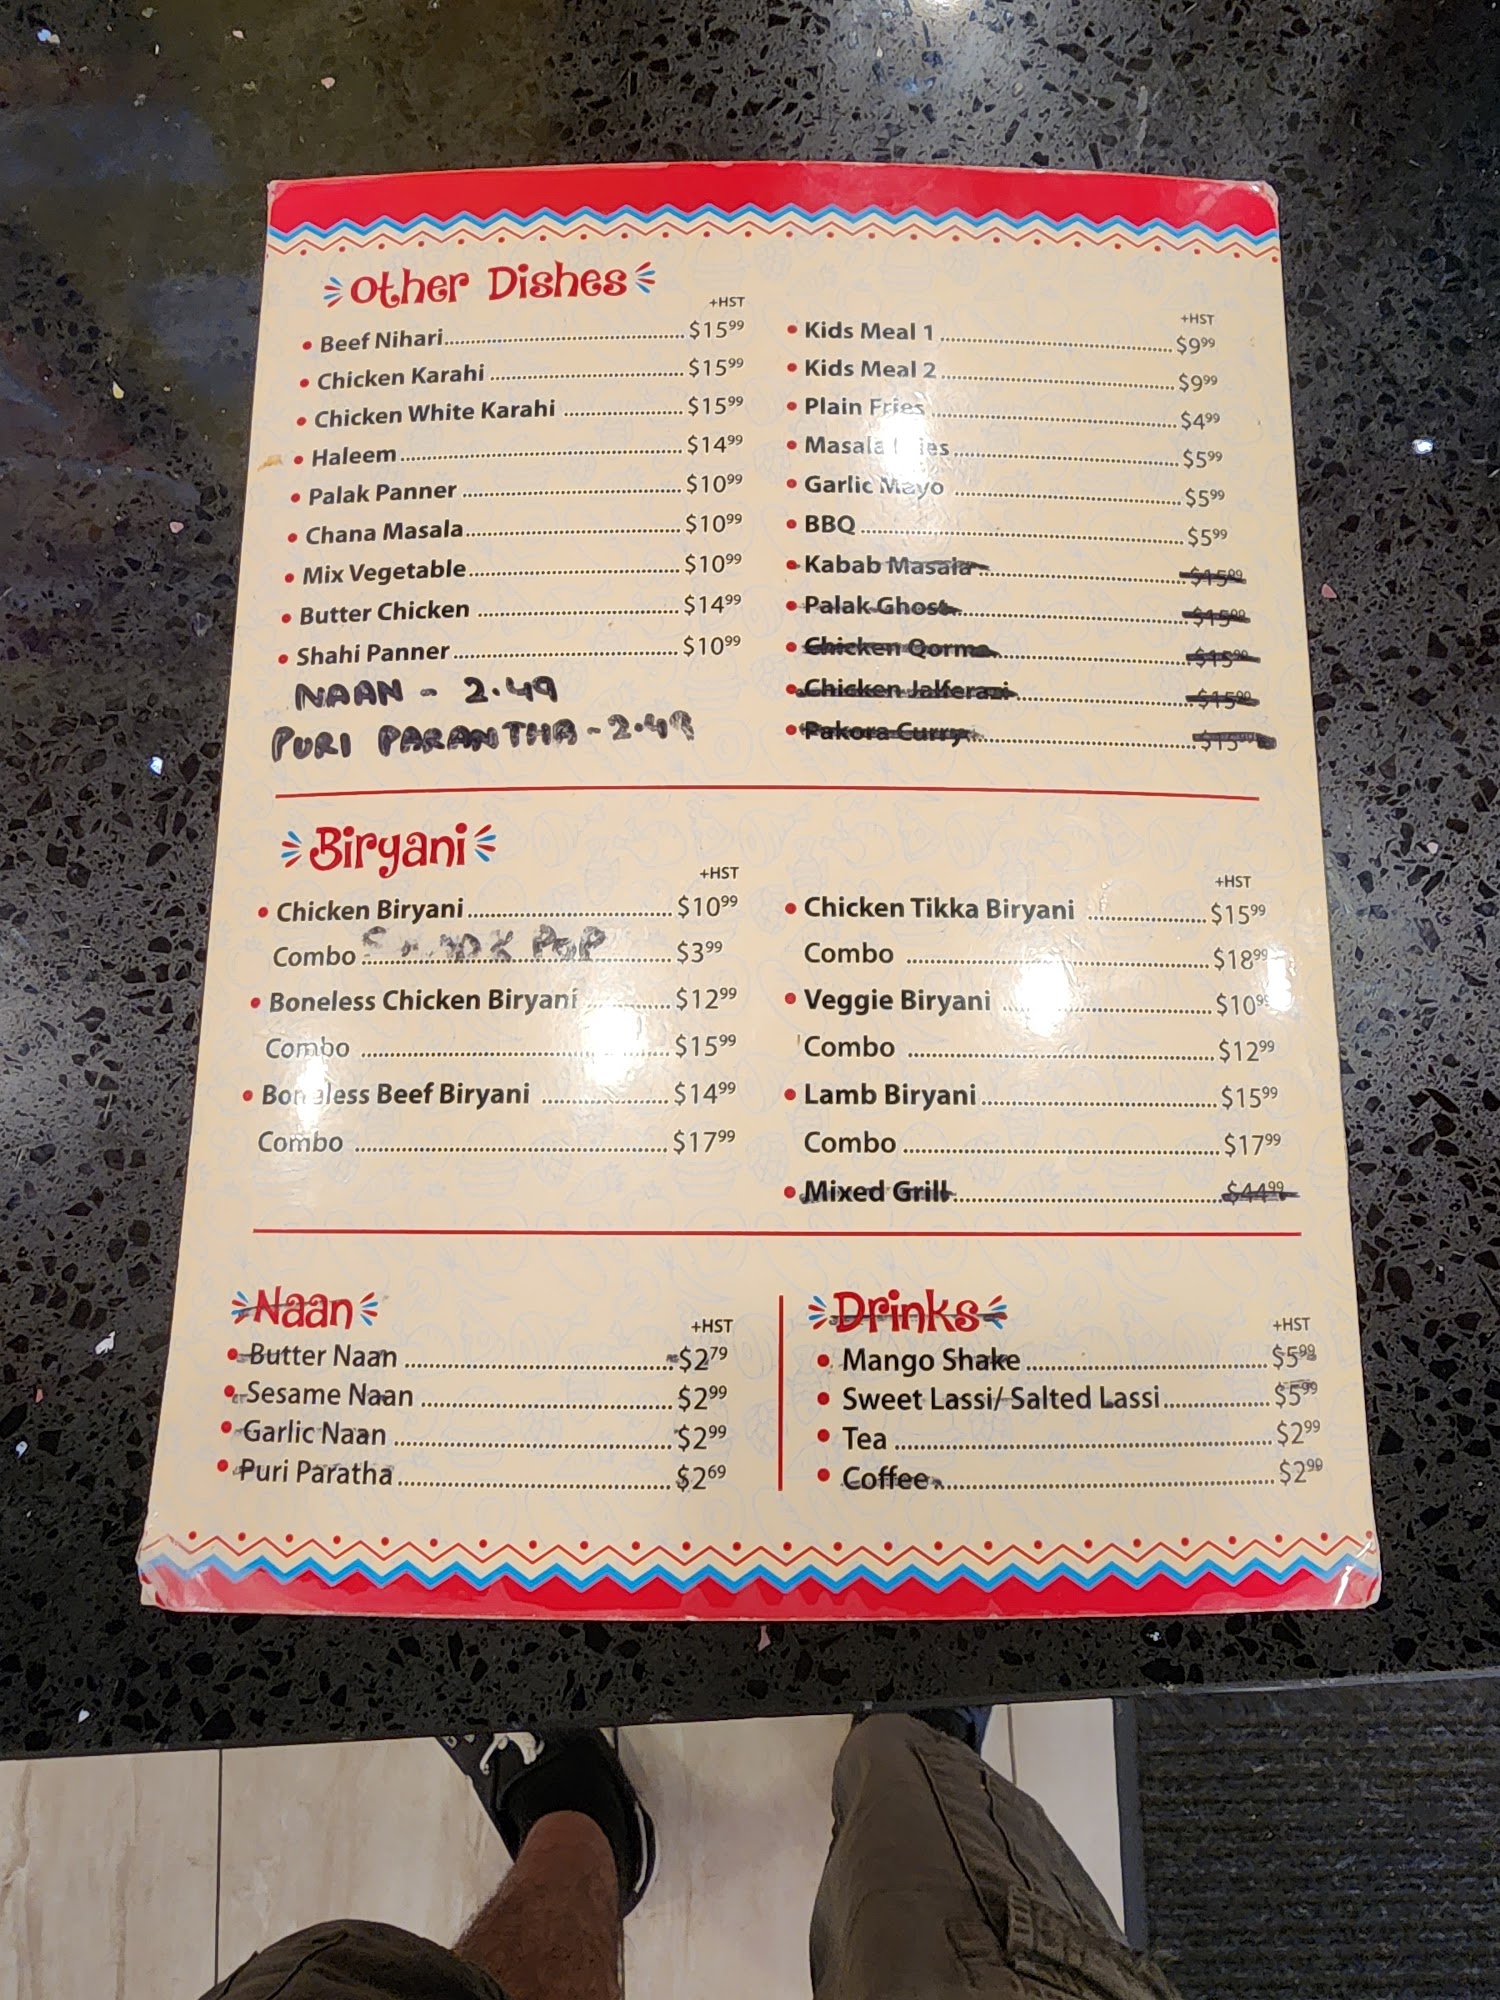 Other Dishes
+HST
Beef Nihari $15.99
Chicken Karahi $15.99
Chicken White Karahi $15.99
Haleem $14.99
Palak Panner $10.99
Chana Masala $10.99
Mix Vegetable $10.99
Butter Chicken $14.99
Shahi Panner $10.99
NAAN - 2.49
PURI PARANTHA - 2.49
+HST
Kids Meal 1 $9.99
Kids Meal 2 $9.99
Plain Fries $4.99
Masala $5.99
Garlic Mayo $5.99
BBQ $5.99
Kabab Masala $15.99
Palak Ghost $15.99
Chicken Qorma $15.99
Chicken Jalferazi $15.99
Pakora Curry
Biryani
+HST
Chicken Biryani $10.99
Combo POP $3.99
Boneless Chicken Biryani $12.99
Combo $15.99
Boneless Beef Biryani $14.99
Combo $17.99
+HST
Chicken Tikka Biryani $15.99
Combo $18.99
Veggie Biryani $10.99
Combo $12.99
Lamb Biryani $15.99
Combo $17.99
Mixed Grill $44.99
Naan
+HST
Butter Naan $2.79
Sesame Naan $2.99
Garlic Naan $2.99
Puri Paratha $2.69
Drinks
+HST
Mango Shake $5.99
Sweet Lassi/ Salted Lassi $5.99
Tea $2.99
Coffee $2.99